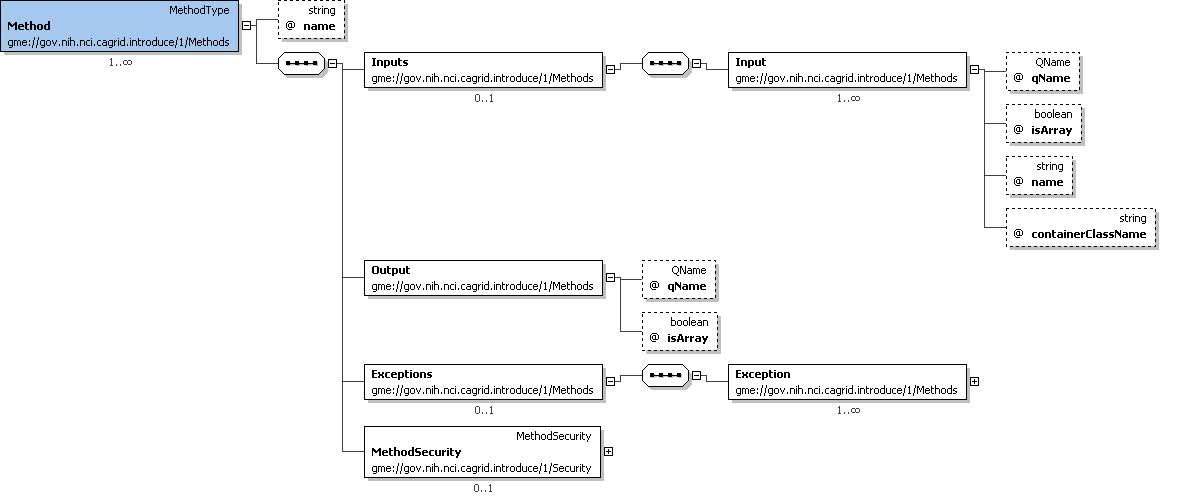 MethodType
Method
gme://gov.nih.nci.cagrid.introduce/1/Methods
1..∞
string
@ name
Inputs
gme://gov.nih.nci.cagrid.introduce/1/Methods
0..1
Input
gme://gov.nih.nci.cagrid.introduce/1/Methods
1..∞
QName
@ qName
boolean
@ isArray
string
@ name
string
@ containerClassName
Output
gme://gov.nih.nci.cagrid.introduce/1/Methods
QName
@ qName
boolean
@ isArray
Exceptions
gme://gov.nih.nci.cagrid.introduce/1/Methods
0..1
Exception
gme://gov.nih.nci.cagrid.introduce/1/Methods
1..∞
MethodSecurity
MethodSecurity
gme://gov.nih.nci.cagrid.introduce/1/Security
0..1